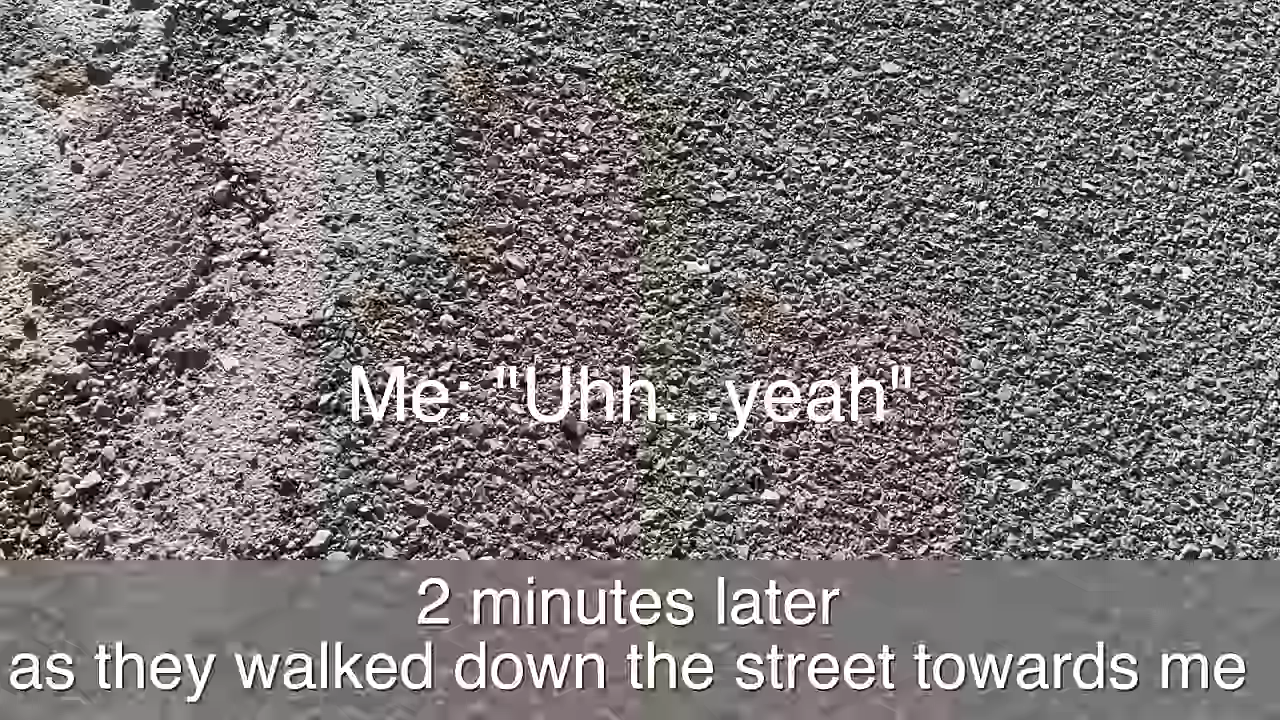 Me: "Uhh...yeah"
2 minutes later
as they walked down the street towards me